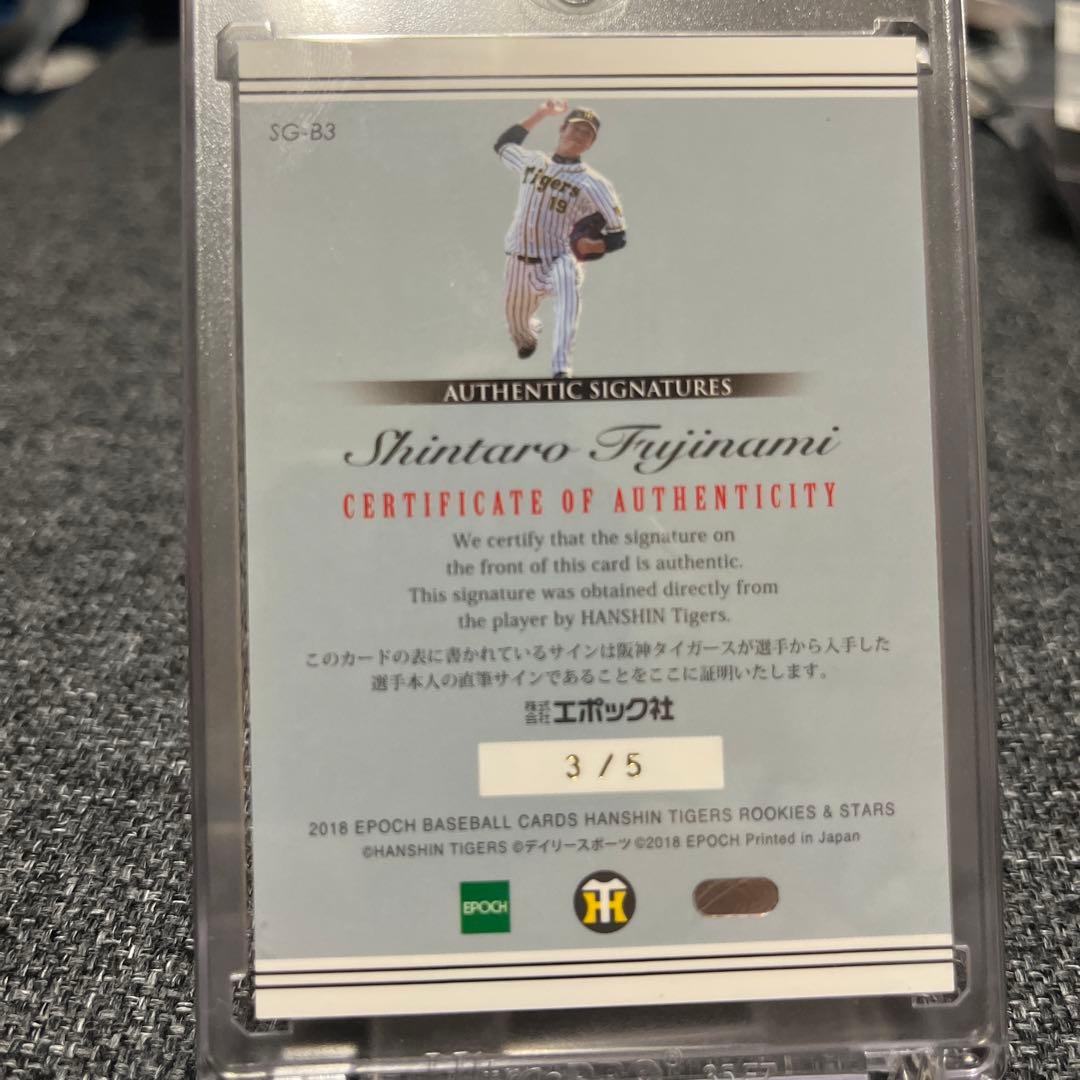 SG-B3
Tigers
19
AUTHENTIC SIGNATURES
Shintaro Fujinami
CERTIFICATE OF AUTHENTICITY
We certify that the signature on
the front of this card is authentic.
This signature was obtained directly from
the player by HANSHIN Tigers.
このカードの表に書かれているサインは阪神タイガースが選手から入手した
選手本人の直筆サインであることをここに証明いたします。
株式会社エポック社
3 / 5
2018 EPOCH BASEBALL CARDS HANSHIN TIGERS ROOKIES & STARS
©HANSHIN TIGERS ©デイリースポーツ ©2018 EPOCH Printed in Japan
EPOCH